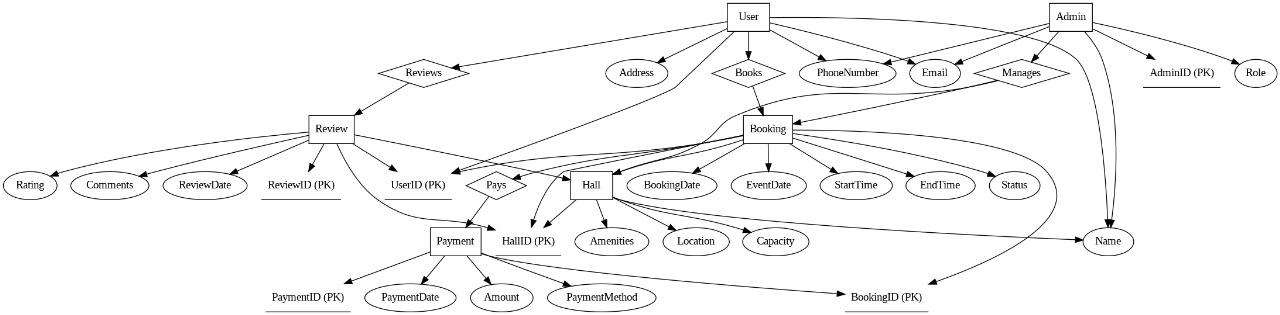 User
Admin
Reviews
Address
Books
PhoneNumber
Email
Manages
AdminID (PK)
Role
Review
Booking
Rating
Comments
ReviewDate
ReviewID (PK)
UserID (PK)
Pays
Hall
BookingDate
EventDate
StartTime
EndTime
Status
Payment
HallID (PK)
Amenities
Location
Capacity
Name
PaymentID (PK)
PaymentDate
Amount
PaymentMethod
BookingID (PK)